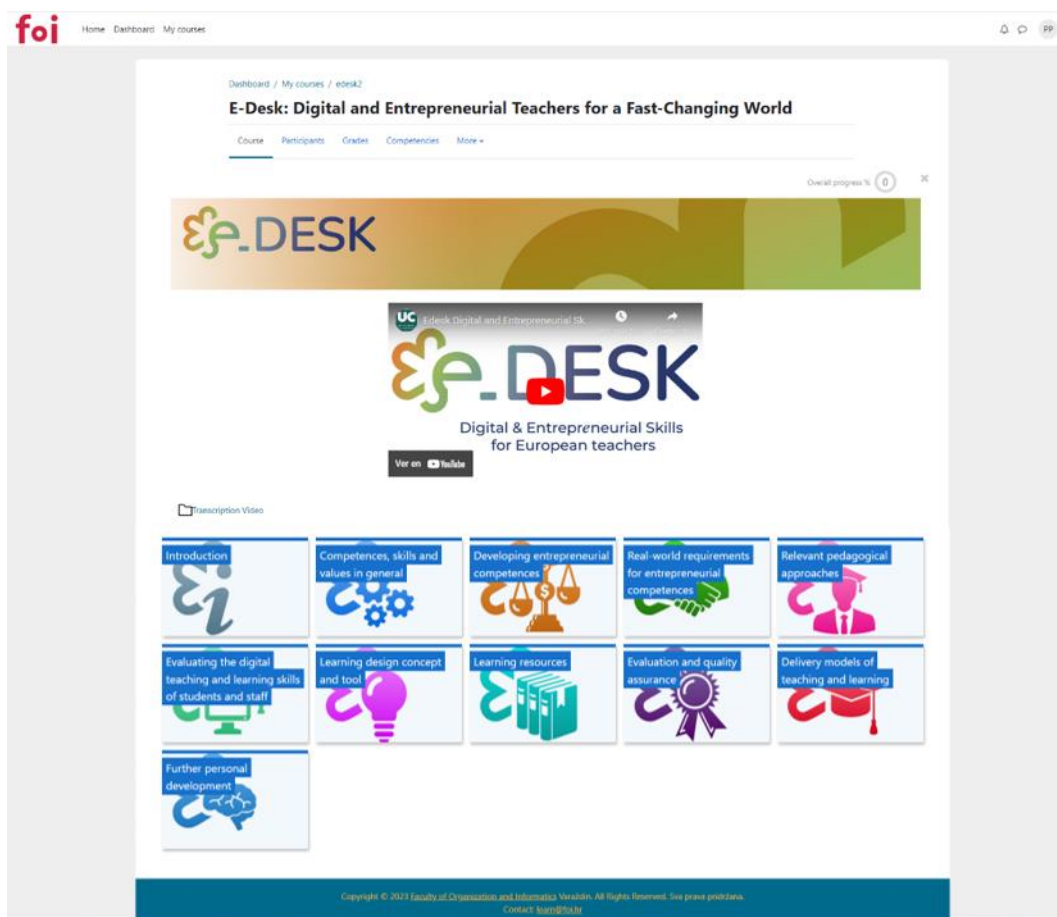 foi Home Dashboard My courses PP
Dashboard / My courses / edesk2
E-Desk: Digital and Entrepreneurial Teachers for a Fast-Changing World
Course Participants Grades Competencies More
Overall progress % 0
e-DESK
UC Edesk Digital and Entrepreneurial Sk...
e-DESK
Digital & Entrepreneurial Skills
for European teachers
Ver en YouTube
Transcription Video
Introduction
Competences, skills and
values in general
Developing entrepreneurial
competences
Real-world requirements
for entrepreneurial
competences
Relevant pedagogical
approaches
Evaluating the digital
teaching and learning skills
of students and staff
Learning design concept
and tool
Learning resources
Evaluation and quality
assurance
Delivery models of
teaching and learning
Further personal
development
Copyright © 2023 Faculty of Organization and Informatics Varaždin. All Rights Reserved. Sva prava pridržana.
Contact: learn@foi.hr